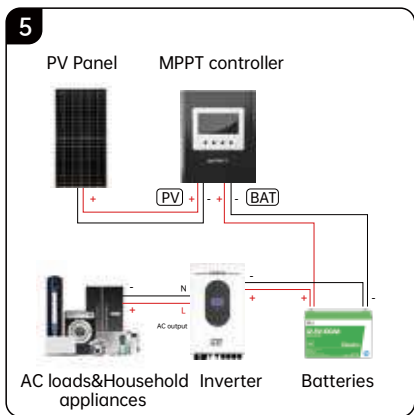 5
PV Panel
MPPT controller
+
PV
+
-
+
-
BAT
-
N
-
+
L
+
+
-
AC output
AC loads&Household
appliances
Inverter
Batteries